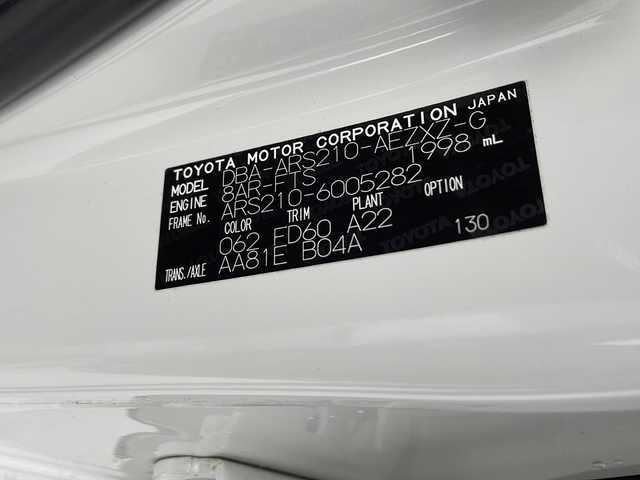 TOYOTA MOTOR CORPORATION JAPAN
MODEL DBA-ARS210-AEZXZ-G
ENGINE 8AR-FTS 1998 mL
FRAME No. ARS210-6005282
COLOR TRIM PLANT OPTION
062 FD60 A22
TRANS./AXLE AA81E B04A 130